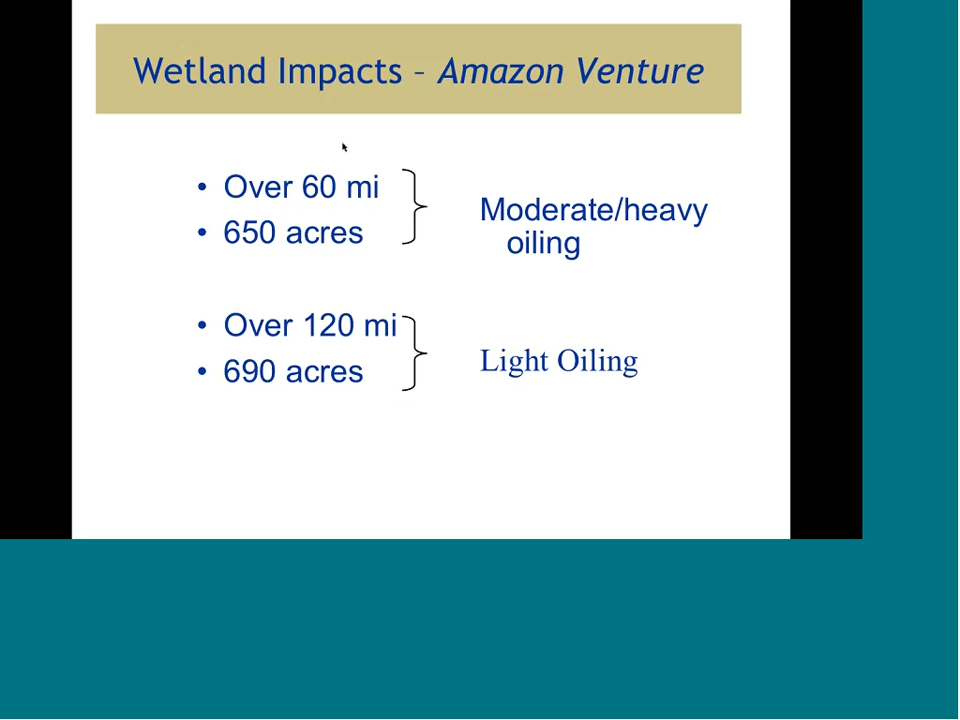 Wetland Impacts – Amazon Venture
• Over 60 mi
• 650 acres
Moderate/heavy
oiling
• Over 120 mi
• 690 acres
Light Oiling